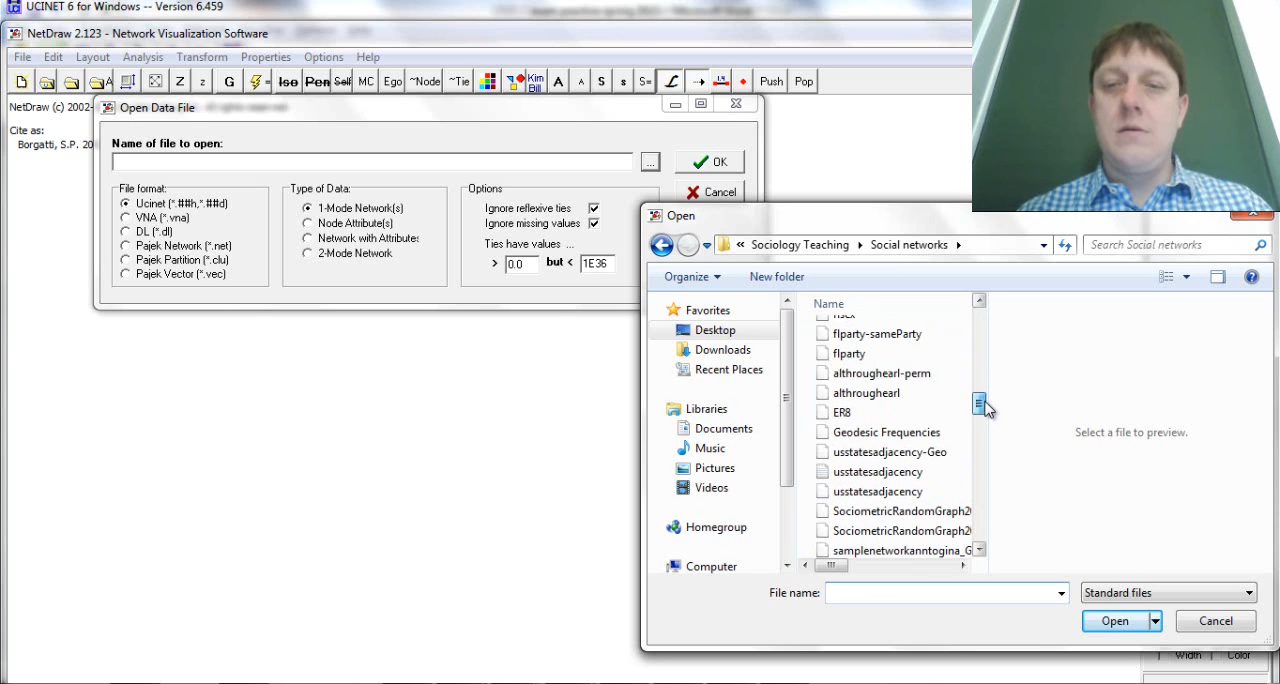 UCINET 6 for Windows -- Version 6.459
NetDraw 2.123 - Network Visualization Software
File Edit Layout Analysis Transform Properties Options Help
Z z G Iso Pen Self MC Ego ~Node ~Tie Kim Bill A A S s S= L Push Pop
NetDraw (c) 2002-
Cite as:
Borgatti, S.P. 20
Open Data File
Name of file to open:
... OK
Cancel
File format:
Ucinet (*.##h,*.##d)
VNA (*.vna)
DL (*.dl)
Pajek Network (*.net)
Pajek Partition (*.clu)
Pajek Vector (*.vec)
Type of Data:
1-Mode Network(s)
Node Attribute(s)
Network with Attributes
2-Mode Network
Options
Ignore reflexive ties
Ignore missing values
Ties have values ...
> 0.0 but < 1E36
Open
« Sociology Teaching Social networks
Search Social networks
Organize New folder
Favorites
Desktop
Downloads
Recent Places
Libraries
Documents
Music
Pictures
Videos
Homegroup
Computer
Name
flparty-sameParty
flparty
althroughearl-perm
althroughearl
ER8
Geodesic Frequencies
usstatesadjacency-Geo
usstatesadjacency
usstatesadjacency
SociometricRandomGraph2
SociometricRandomGraph2
samplenetworkanntogina_G
Select a file to preview.
File name:
Standard files
Open Cancel
Width Color